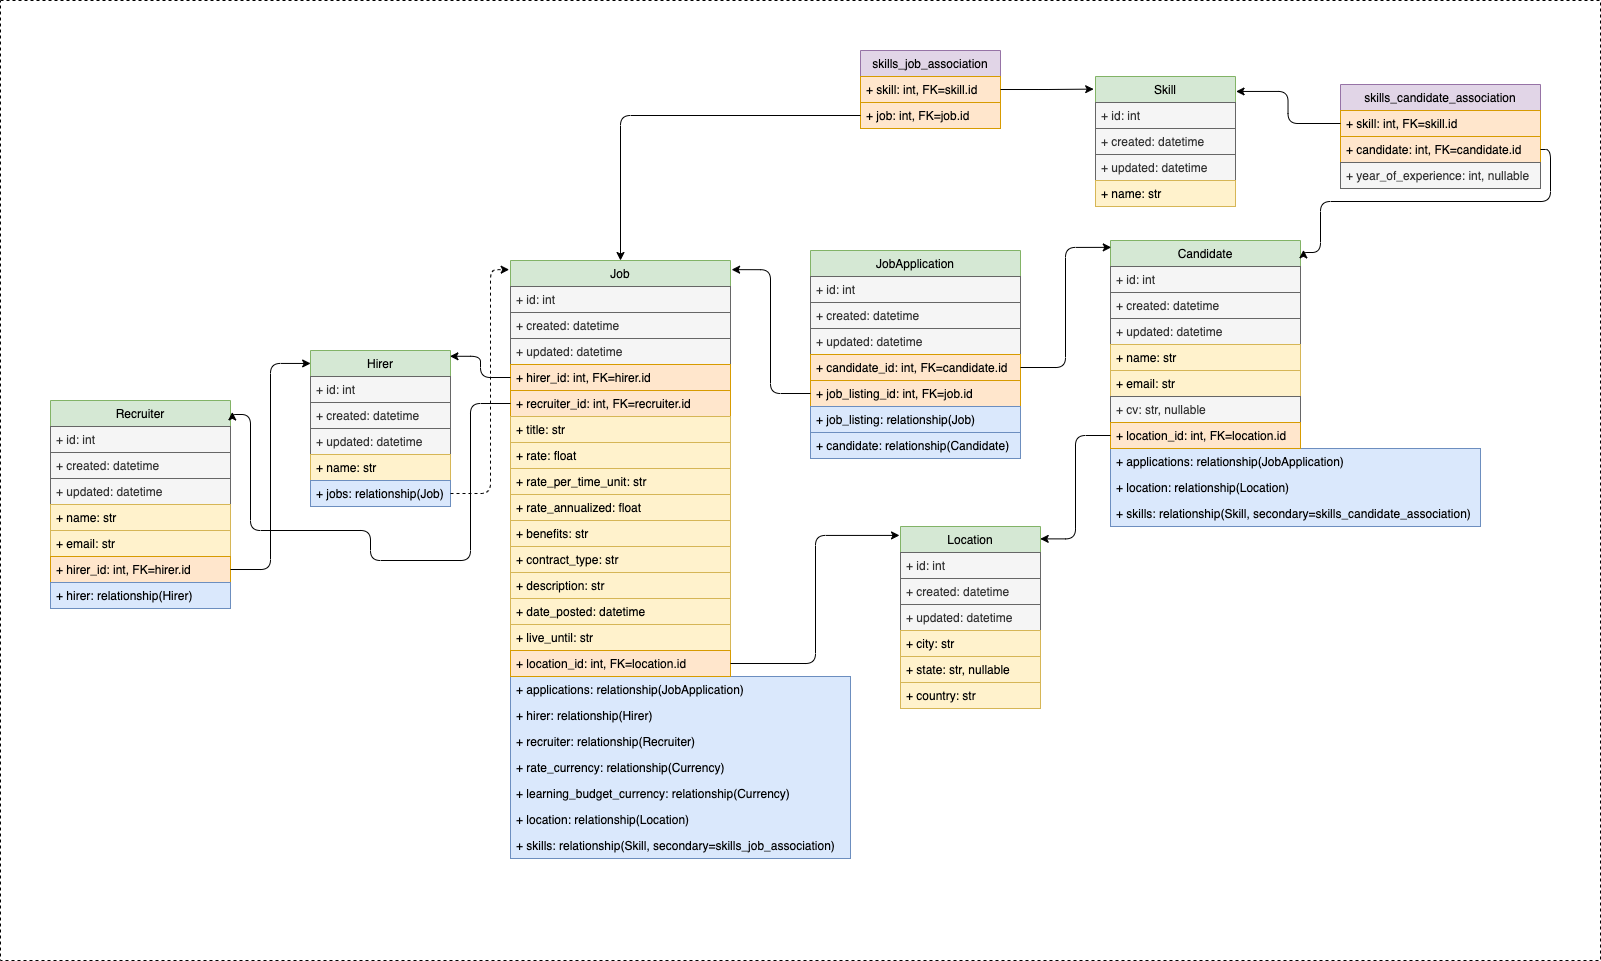 skills_job_association
+ skill: int, FK=skill.id
+ job: int, FK=job.id
Skill
+ id: int
+ created: datetime
+ updated: datetime
+ name: str
skills_candidate_association
+ skill: int, FK=skill.id
+ candidate: int, FK=candidate.id
+ year_of_experience: int, nullable
Recruiter
+ id: int
+ created: datetime
+ updated: datetime
+ name: str
+ email: str
+ hirer_id: int, FK=hirer.id
+ hirer: relationship(Hirer)
Hirer
+ id: int
+ created: datetime
+ updated: datetime
+ name: str
+ jobs: relationship(Job)
Job
+ id: int
+ created: datetime
+ updated: datetime
+ hirer_id: int, FK=hirer.id
+ recruiter_id: int, FK=recruiter.id
+ title: str
+ rate: float
+ rate_per_time_unit: str
+ rate_annualized: float
+ benefits: str
+ contract_type: str
+ description: str
+ date_posted: datetime
+ live_until: str
+ location_id: int, FK=location.id
+ applications: relationship(JobApplication)
+ hirer: relationship(Hirer)
+ recruiter: relationship(Recruiter)
+ rate_currency: relationship(Currency)
+ learning_budget_currency: relationship(Currency)
+ location: relationship(Location)
+ skills: relationship(Skill, secondary=skills_job_association)
JobApplication
+ id: int
+ created: datetime
+ updated: datetime
+ candidate_id: int, FK=candidate.id
+ job_listing_id: int, FK=job.id
+ job_listing: relationship(Job)
+ candidate: relationship(Candidate)
Candidate
+ id: int
+ created: datetime
+ updated: datetime
+ name: str
+ email: str
+ cv: str, nullable
+ location_id: int, FK=location.id
+ applications: relationship(JobApplication)
+ location: relationship(Location)
+ skills: relationship(Skill, secondary=skills_candidate_association)
Location
+ id: int
+ created: datetime
+ updated: datetime
+ city: str
+ state: str, nullable
+ country: str